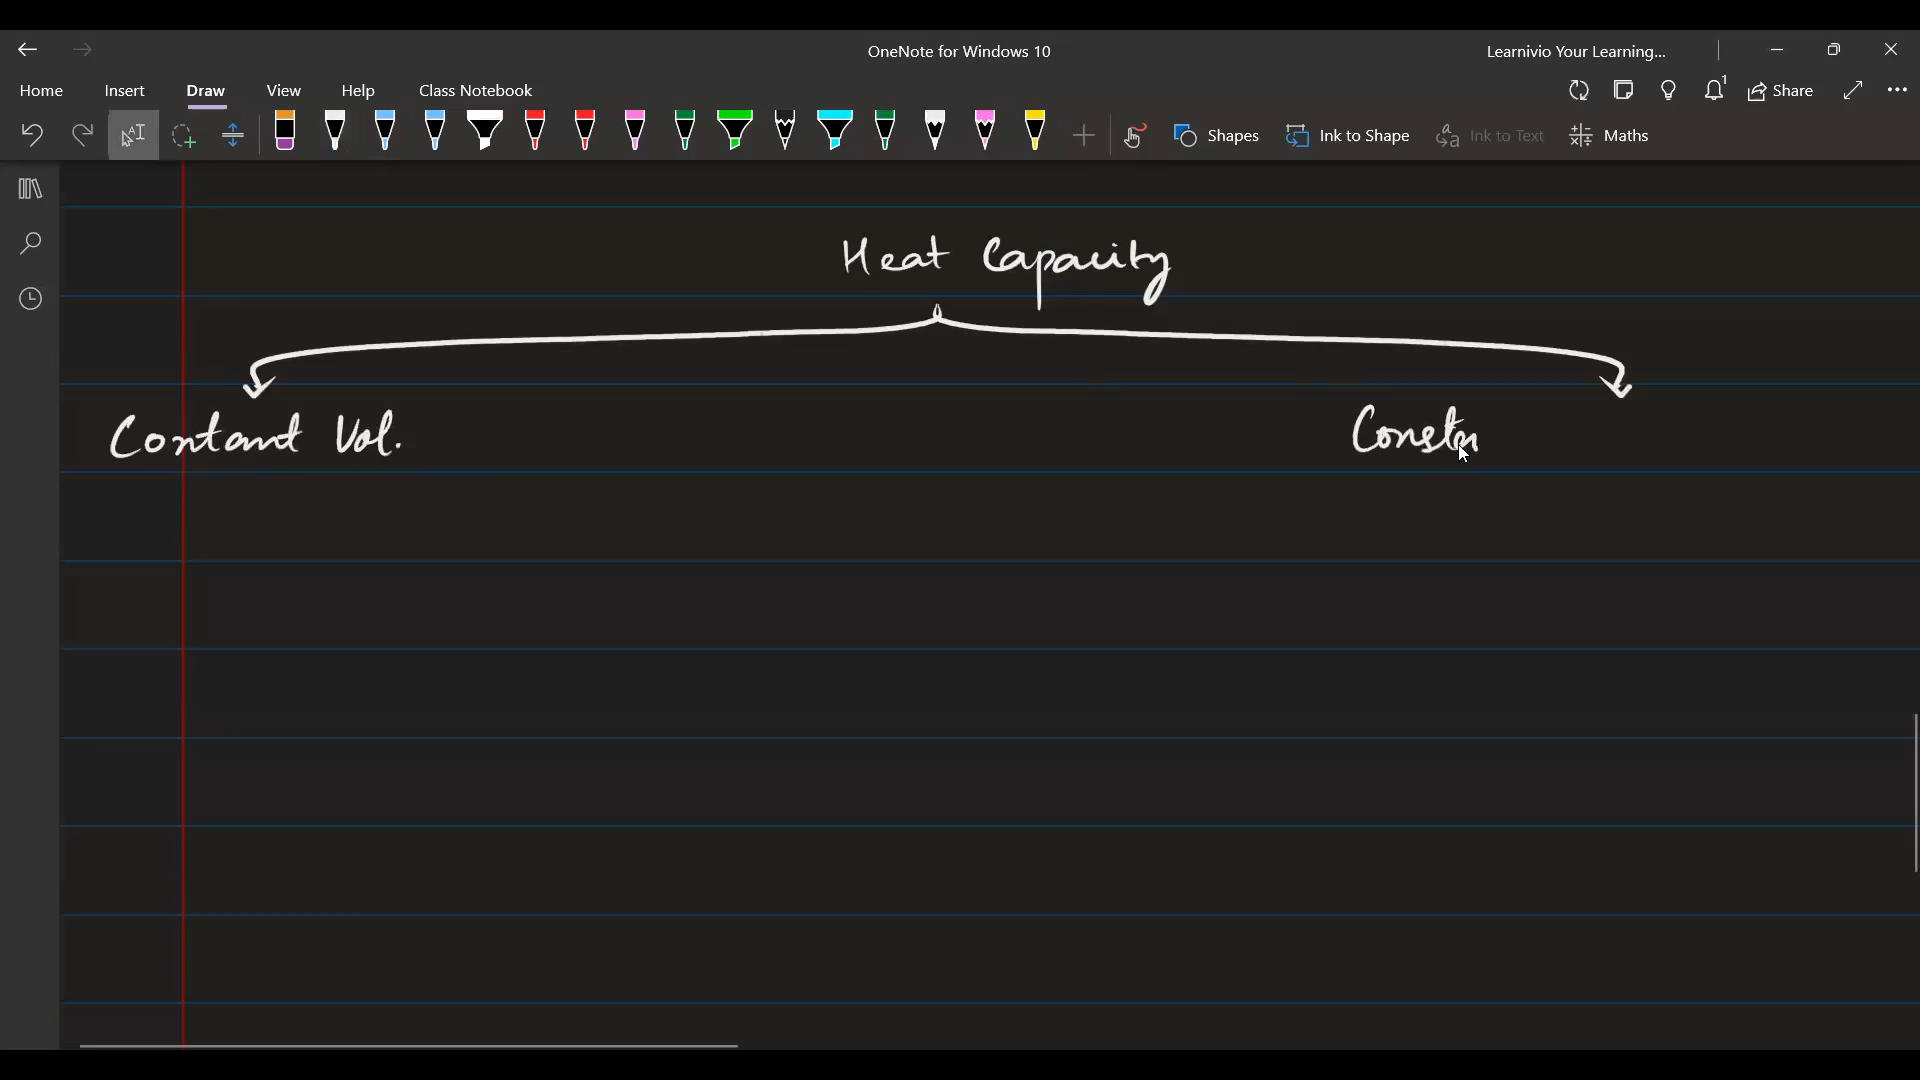 OneNote for Windows 10
Learnivio Your Learning...
Home Insert Draw View Help Class Notebook
1 Share
Shapes Ink to Shape Ink to Text Maths
Heat Capacity
Contant Vol.
Constn